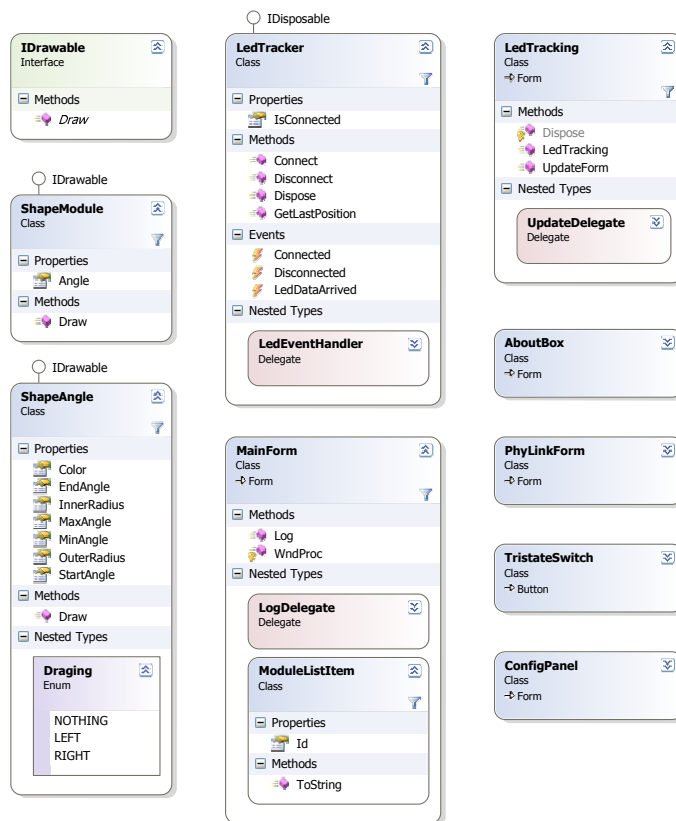 IDrawable
Interface
Methods
Draw
IDrawable
ShapeModule
Class
Properties
Angle
Methods
Draw
IDrawable
ShapeAngle
Class
Properties
Color
EndAngle
InnerRadius
MaxAngle
MinAngle
OuterRadius
StartAngle
Methods
Draw
Nested Types
Draging
Enum
NOTHING
LEFT
RIGHT
IDisposable
LedTracker
Class
Properties
IsConnected
Methods
Connect
Disconnect
Dispose
GetLastPosition
Events
Connected
Disconnected
LedDataArrived
Nested Types
LedEventHandler
Delegate
MainForm
Class
Form
Methods
Log
WndProc
Nested Types
LogDelegate
Delegate
ModuleListItem
Class
Properties
Id
Methods
ToString
LedTracking
Class
Form
Methods
Dispose
LedTracking
UpdateForm
Nested Types
UpdateDelegate
Delegate
AboutBox
Class
Form
PhyLinkForm
Class
Form
TristateSwitch
Class
Button
ConfigPanel
Class
Form